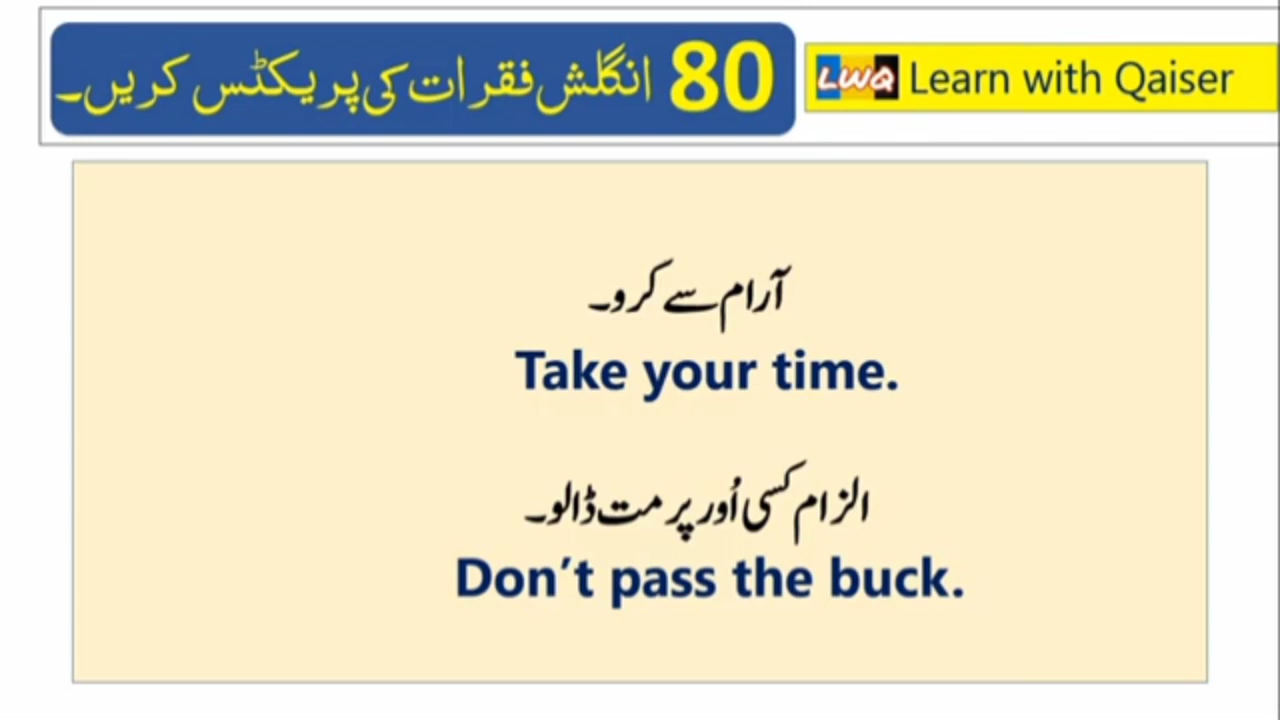 80 انگلش فقرات کی پریکٹس کریں۔
LWQ Learn with Qaiser
آرام سے کرو۔
Take your time.
الزام کسی اُور پر مت ڈالو۔
Don’t pass the buck.